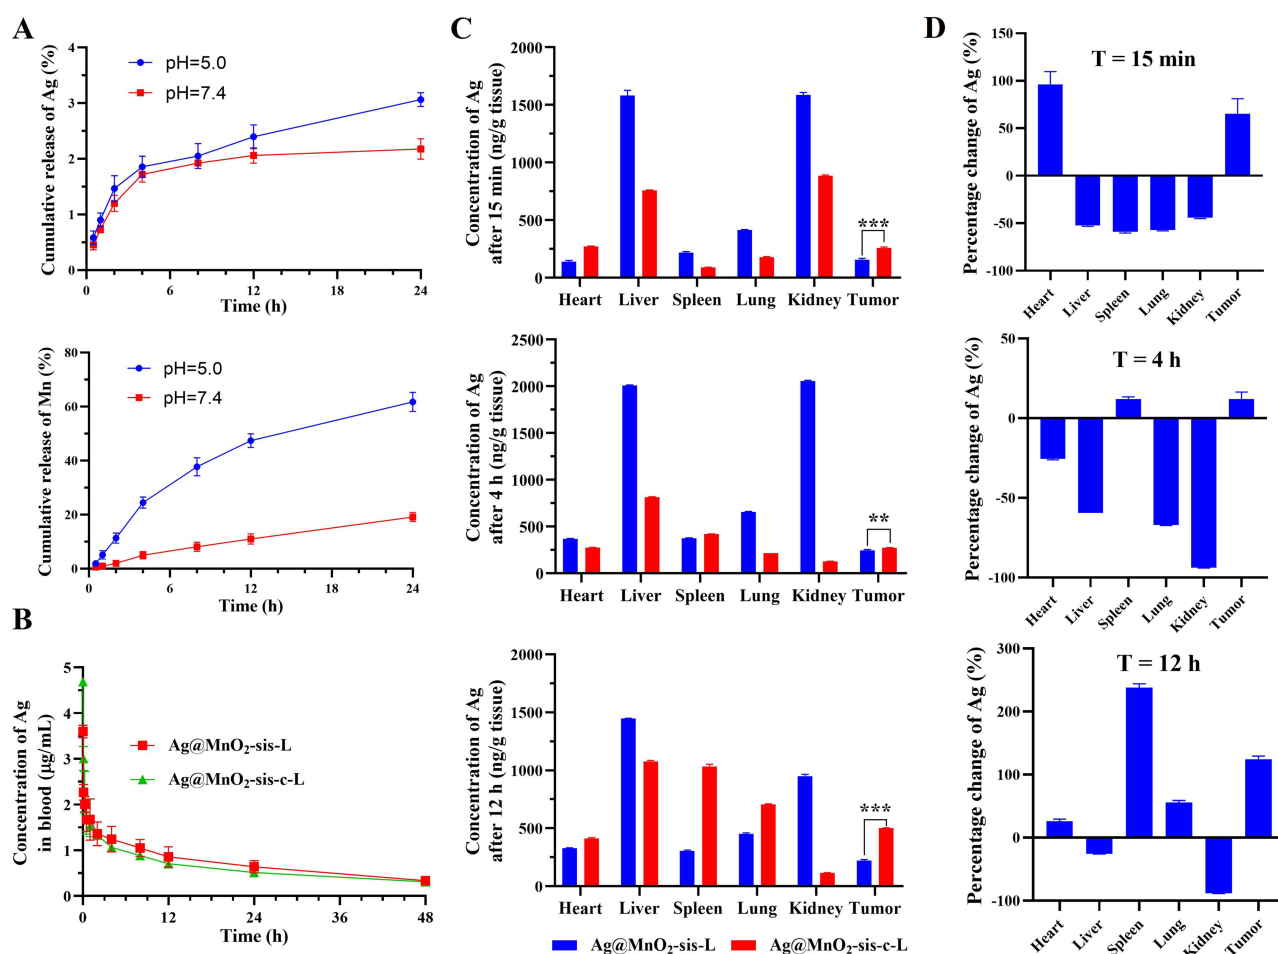 A
Cumulative release of Ag (%)
4
3
2
1
0
pH=5.0
pH=7.4
0
6
12
18
24
Time (h)
Cumulative release of Mn (%)
80
60
40
20
0
pH=5.0
pH=7.4
0
6
12
18
24
Time (h)
B
Concentration of Ag
in blood (μg/mL)
5
4
3
2
1
0
Ag@MnO₂-sis-L
Ag@MnO₂-sis-c-L
0
12
24
36
48
Time (h)
C
Concentration of Ag
after 15 min (ng/g tissue)
2000
1500
1000
500
0
***
Heart Liver Spleen Lung Kidney Tumor
Concentration of Ag
after 4 h (ng/g tissue)
2500
2000
1500
1000
500
0
**
Heart Liver Spleen Lung Kidney Tumor
Concentration of Ag
after 12 h (ng/g tissue)
2000
1500
1000
500
0
***
Heart Liver Spleen Lung Kidney Tumor
Ag@MnO₂-sis-L Ag@MnO₂-sis-c-L
D
Percentage change of Ag (%)
150
100
50
0
-50
-100
T = 15 min
Heart Liver Spleen Lung Kidney Tumor
Percentage change of Ag (%)
50
0
-50
-100
T = 4 h
Heart Liver Spleen Lung Kidney Tumor
Percentage change of Ag (%)
300
200
100
0
-100
T = 12 h
Heart Liver Spleen Lung Kidney Tumor